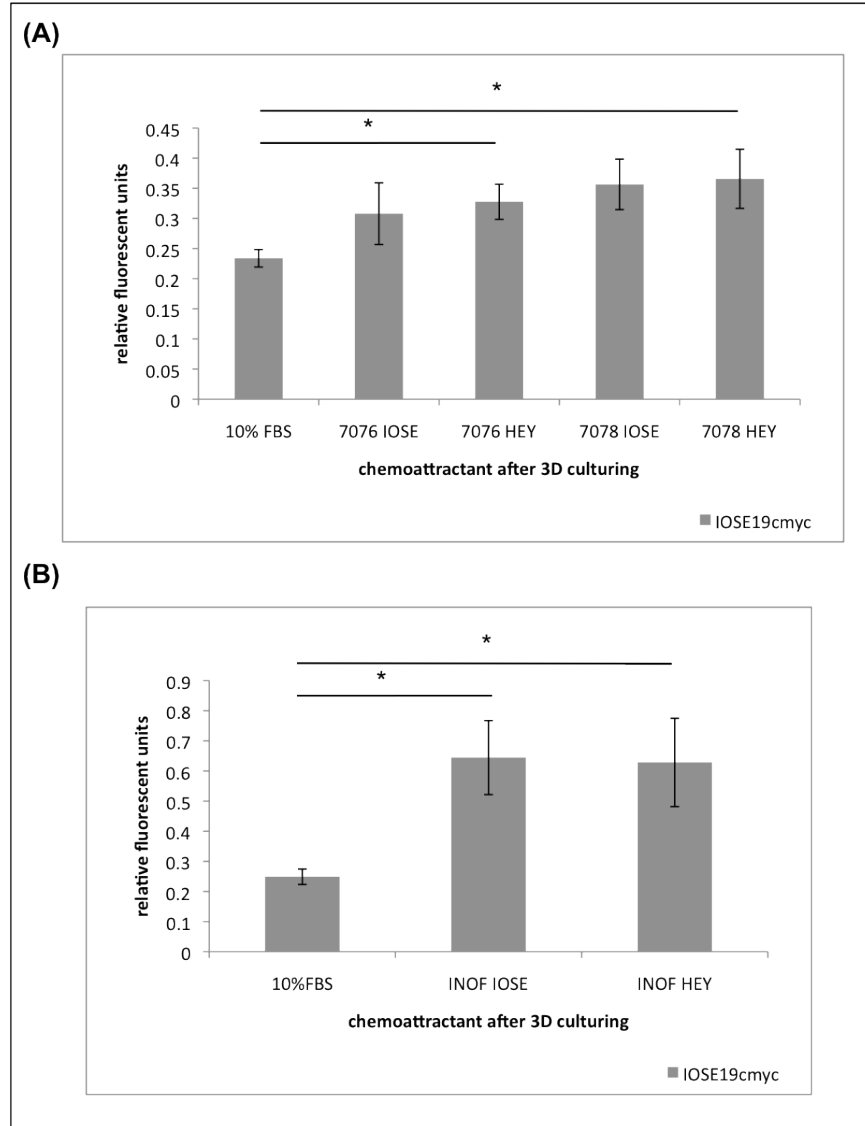 (A)
*
*
0.45
0.4
0.35
0.3
0.25
0.2
0.15
0.1
0.05
0
relative fluorescent units
10% FBS 7076 IOSE 7076 HEY 7078 IOSE 7078 HEY
chemoattractant after 3D culturing
IOSE19cmyc
(B)
*
*
0.9
0.8
0.7
0.6
0.5
0.4
0.3
0.2
0.1
0
relative fluorescent units
10%FBS INOF IOSE INOF HEY
chemoattractant after 3D culturing
IOSE19cmyc